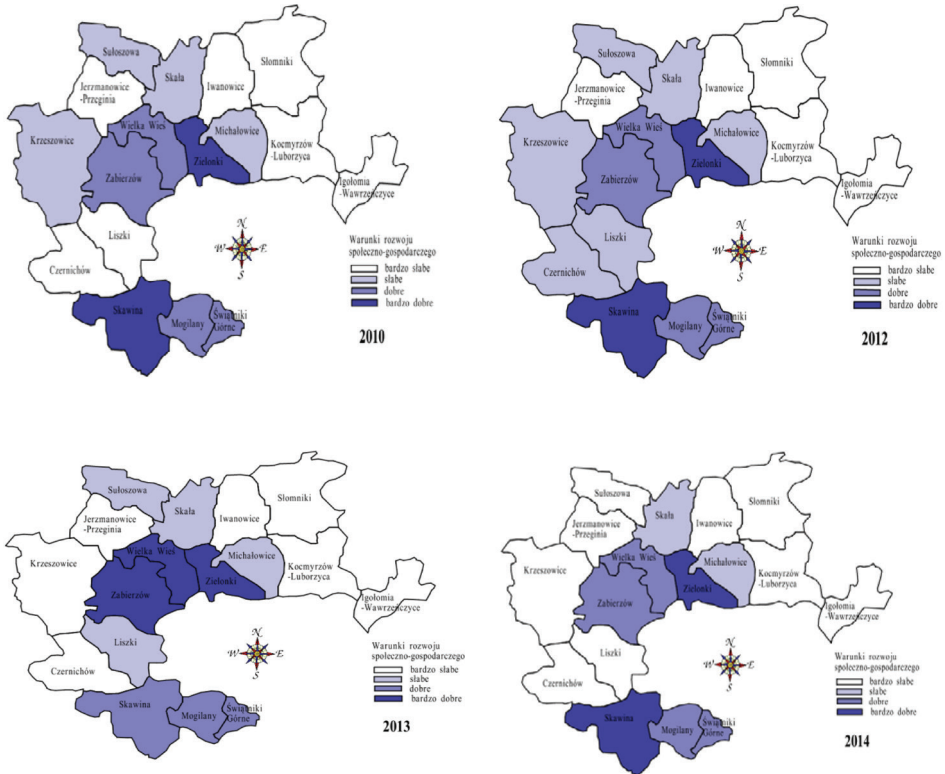 Sułoszowa
Skała
Iwanowice
Słomniki
Jerzmanowice
-Przeginia
Krzeszowice
Wielka Wieś
Michałowice
Kocmyrzów
-Luborzyca
Zielonki
Zabierzów
Igołomia
-Wawrzeńczyce
Liszki
Czernichów
Skawina
Mogilany
Świątniki
Górne
N
W E
S
Warunki rozwoju
społeczno-gospodarczego
bardzo słabe
słabe
dobre
bardzo dobre
2010
Sułoszowa
Skała
Iwanowice
Słomniki
Jerzmanowice
-Przeginia
Krzeszowice
Wielka Wieś
Michałowice
Kocmyrzów
-Luborzyca
Zielonki
Zabierzów
Igołomia
-Wawrzeńczyce
Liszki
Czernichów
Skawina
Mogilany
Świątniki
Górne
N
W E
S
Warunki rozwoju
społeczno-gospodarczego
bardzo słabe
słabe
dobre
bardzo dobre
2012
Sułoszowa
Skała
Iwanowice
Słomniki
Jerzmanowice
-Przeginia
Krzeszowice
Wielka Wieś
Michałowice
Kocmyrzów
-Luborzyca
Zielonki
Zabierzów
Igołomia
-Wawrzeńczyce
Liszki
Czernichów
Skawina
Mogilany
Świątniki
Górne
N
W E
S
Warunki rozwoju
społeczno-gospodarczego
bardzo słabe
słabe
dobre
bardzo dobre
2013
Sułoszowa
Skała
Iwanowice
Słomniki
Jerzmanowice
-Przeginia
Krzeszowice
Wielka Wieś
Michałowice
Kocmyrzów
-Luborzyca
Zielonki
Zabierzów
Igołomia
-Wawrzeńczyce
Liszki
Czernichów
Skawina
Mogilany
Świątniki
Górne
N
W E
S
Warunki rozwoju
społeczno-gospodarczego
bardzo słabe
słabe
dobre
bardzo dobre
2014